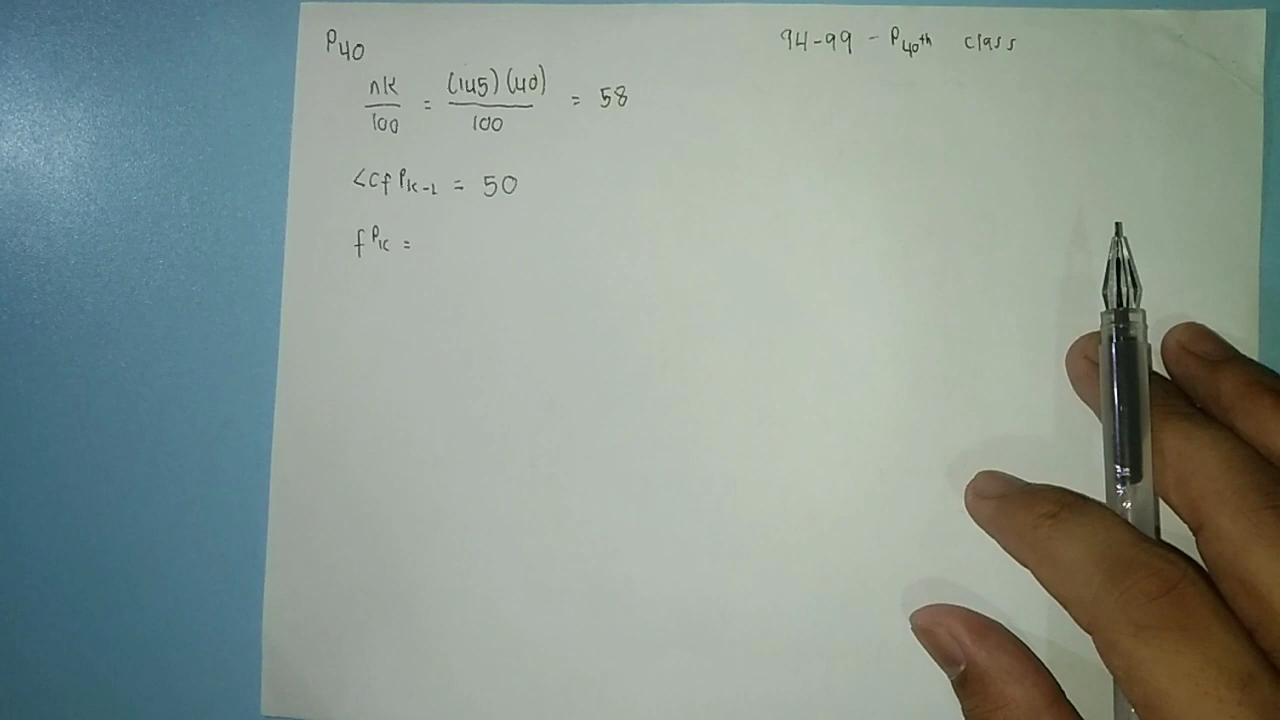 P40
nk/100 = (145)(40)/100 = 58
<cf Pk-1 = 50
f Pk =
94-99 - P40th class